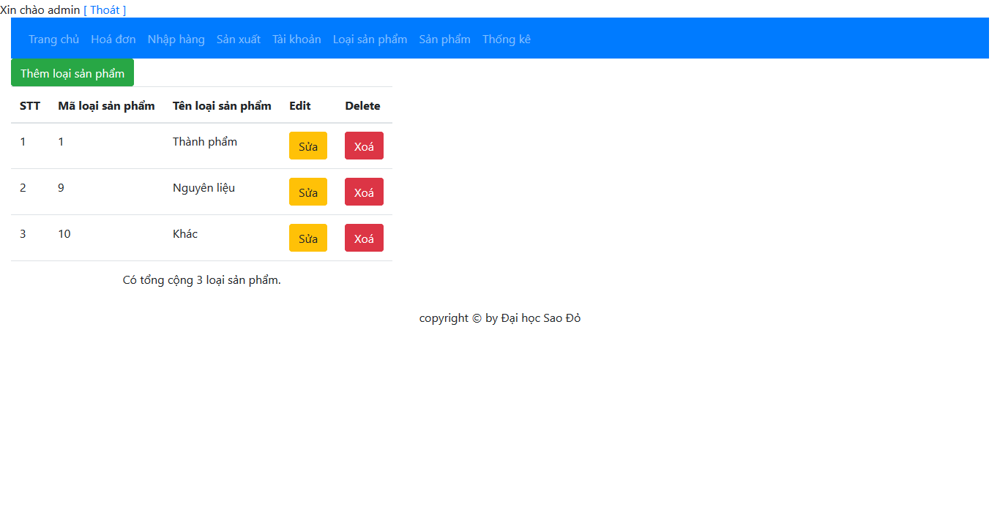 Xin chào admin [ Thoát ]
Trang chủ Hoá đơn Nhập hàng Sản xuất Tài khoản Loại sản phẩm Sản phẩm Thống kê
Thêm loại sản phẩm
STT Mã loại sản phẩm Tên loại sản phẩm Edit Delete
1 1 Thành phẩm Sửa Xoá
2 9 Nguyên liệu Sửa Xoá
3 10 Khác Sửa Xoá
Có tổng cộng 3 loại sản phẩm.
copyright © by Đại học Sao Đỏ